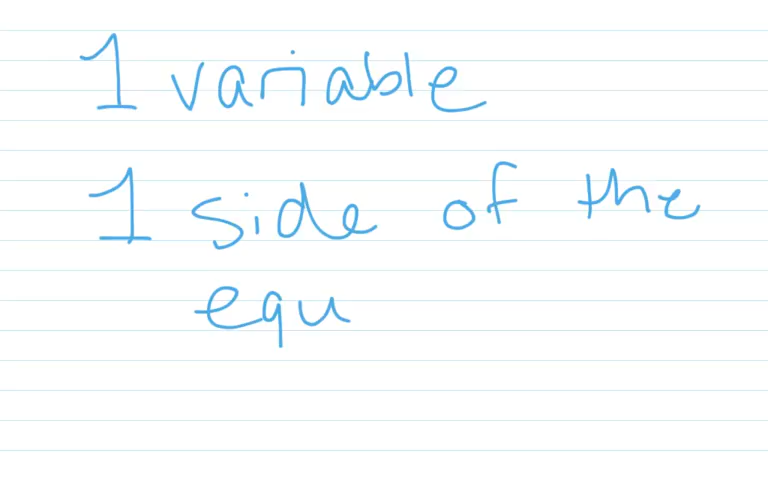 1 variable
1 side of the
equ